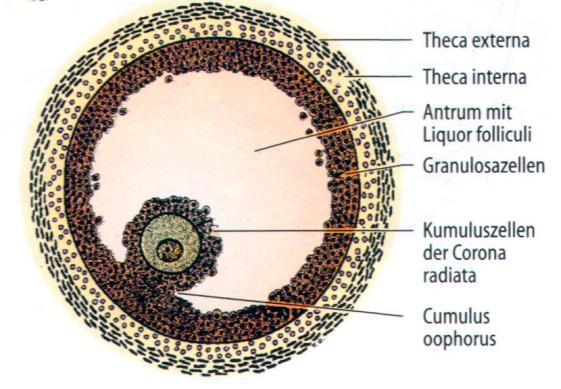 Theca externa
Theca interna
Antrum mit
Liquor folliculi
Granulosazellen
Kumuluszellen
der Corona
radiata
Cumulus
oophorus